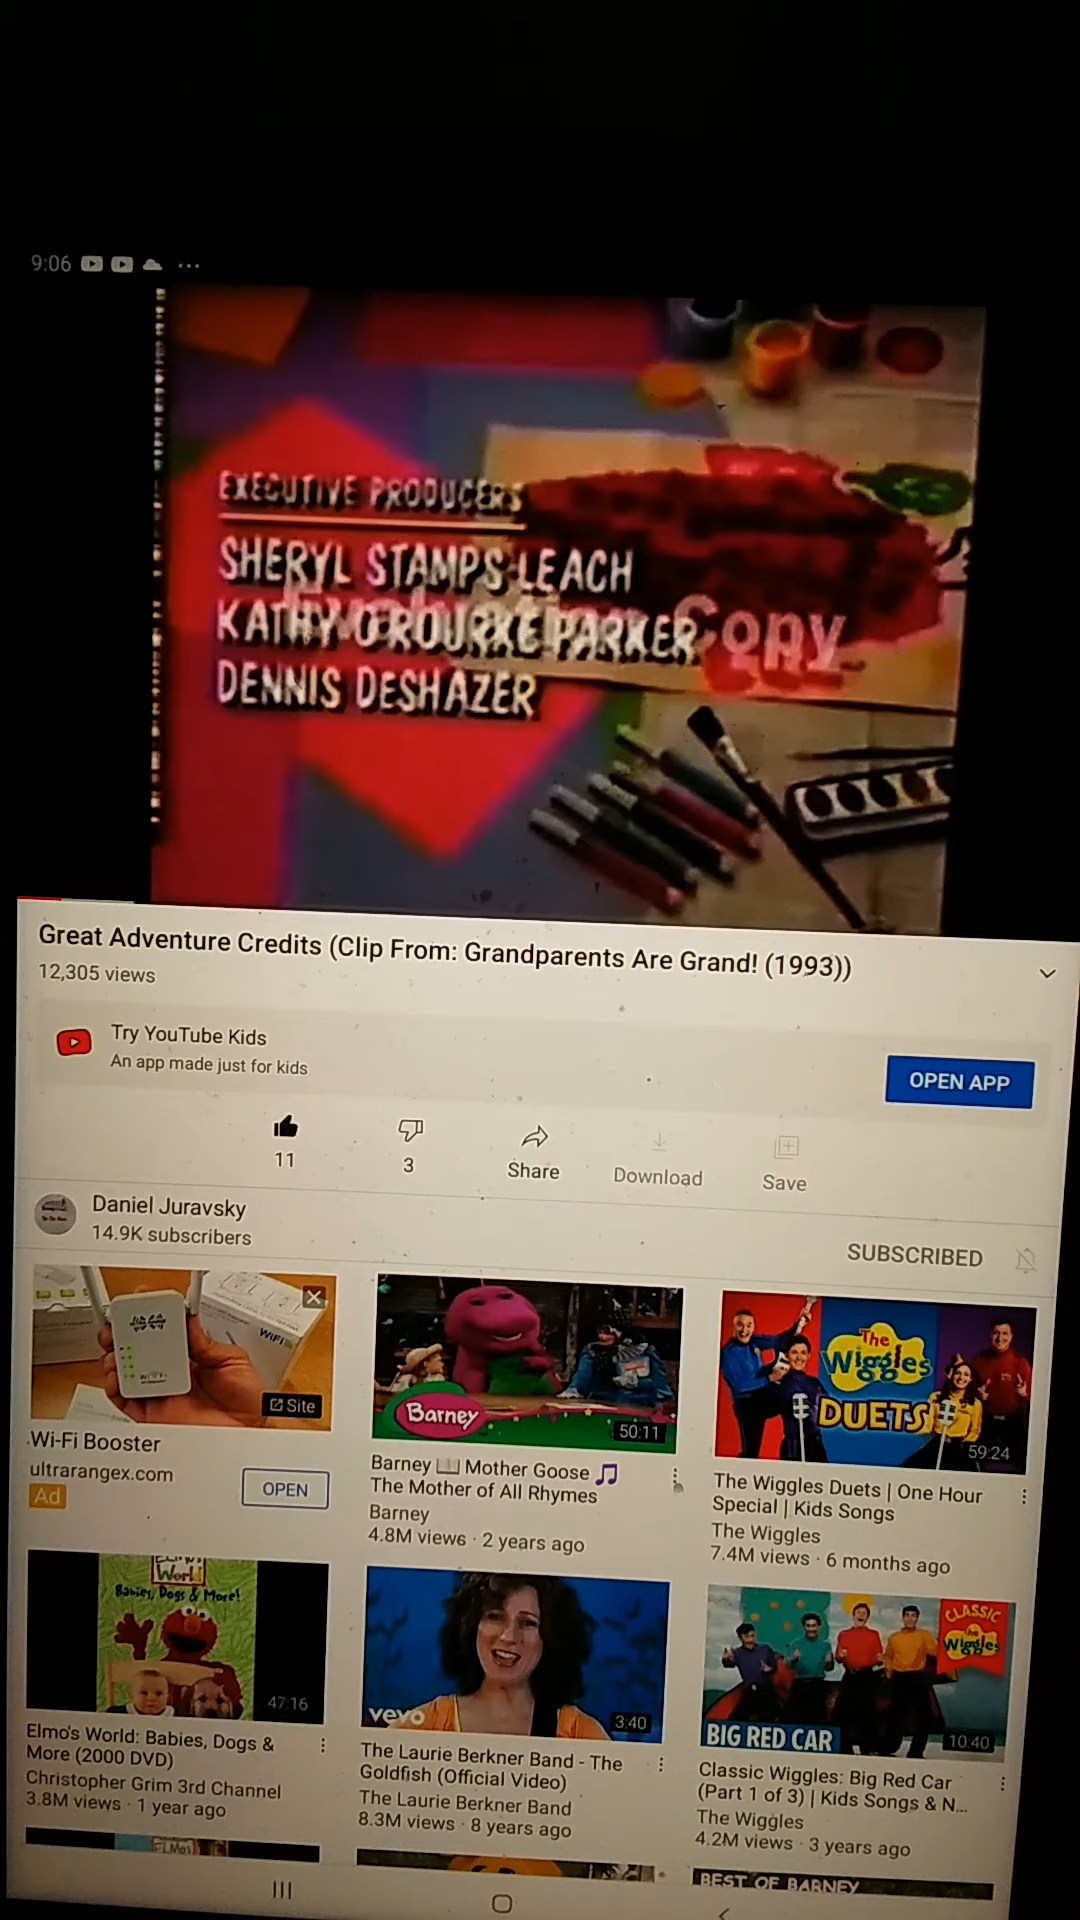 9:06
EXECUTIVE PRODUCERS
SHERYL STAMPS LEACH
KATHY O'ROURKE PARKER
Copy
DENNIS DESHAZER
Great Adventure Credits (Clip From: Grandparents Are Grand! (1993))
12,305 views
Try YouTube Kids
An app made just for kids
OPEN APP
11
3
Share
Download
Save
Daniel Juravsky
14.9K subscribers
SUBSCRIBED
WiFi
Site
Wi-Fi Booster
ultrarangex.com
Ad
OPEN
Barney
50:11
Barney 📖 Mother Goose 🎵
The Mother of All Rhymes
Barney
4.8M views · 2 years ago
The
Wiggles
DUETS
59:24
The Wiggles Duets | One Hour
Special | Kids Songs
The Wiggles
7.4M views · 6 months ago
World
Babies, Dogs & More!
47:16
Elmo's World: Babies, Dogs &
More (2000 DVD)
Christopher Grim 3rd Channel
3.8M views · 1 year ago
vevo
3:40
The Laurie Berkner Band - The
Goldfish (Official Video)
The Laurie Berkner Band
8.3M views · 8 years ago
CLASSIC
the
Wiggles
BIG RED CAR
10:40
Classic Wiggles: Big Red Car
(Part 1 of 3) | Kids Songs & N...
The Wiggles
4.2M views · 3 years ago
BEST OF BARNEY